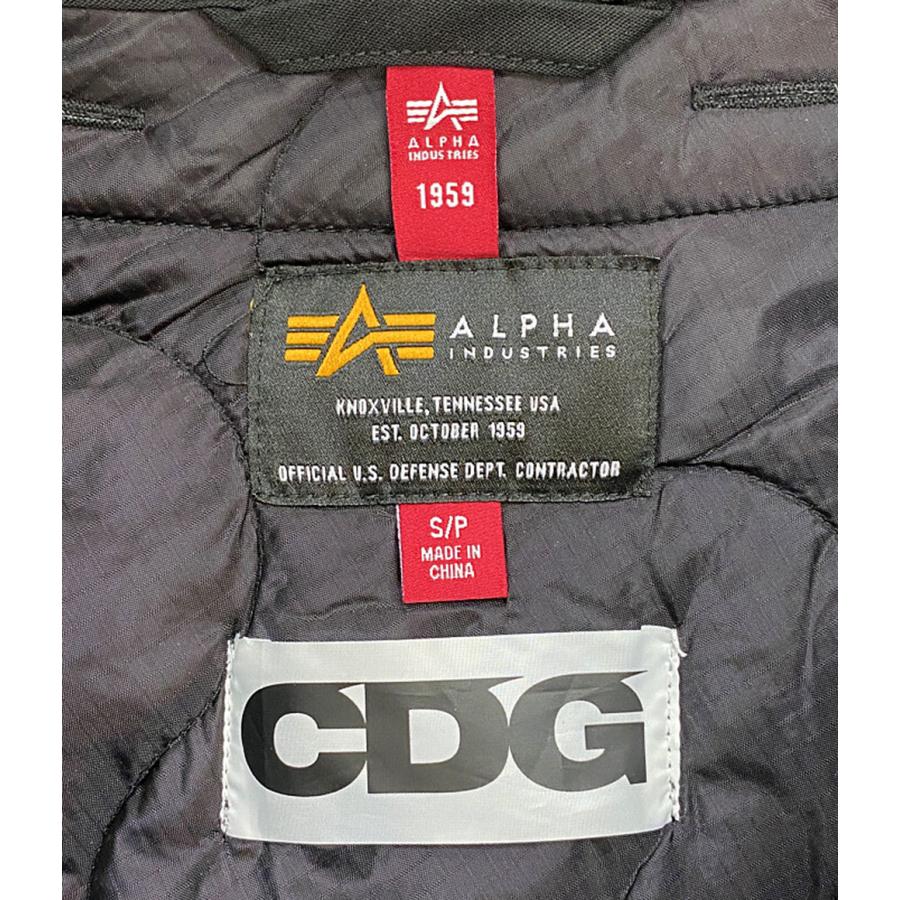 ALPHA
INDUSTRIES
1959
ALPHA
INDUSTRIES
KNOXVILLE, TENNESSEE USA
EST. OCTOBER 1959
OFFICIAL U.S. DEFENSE DEPT. CONTRACTOR
S/P
MADE IN
CHINA
CDG